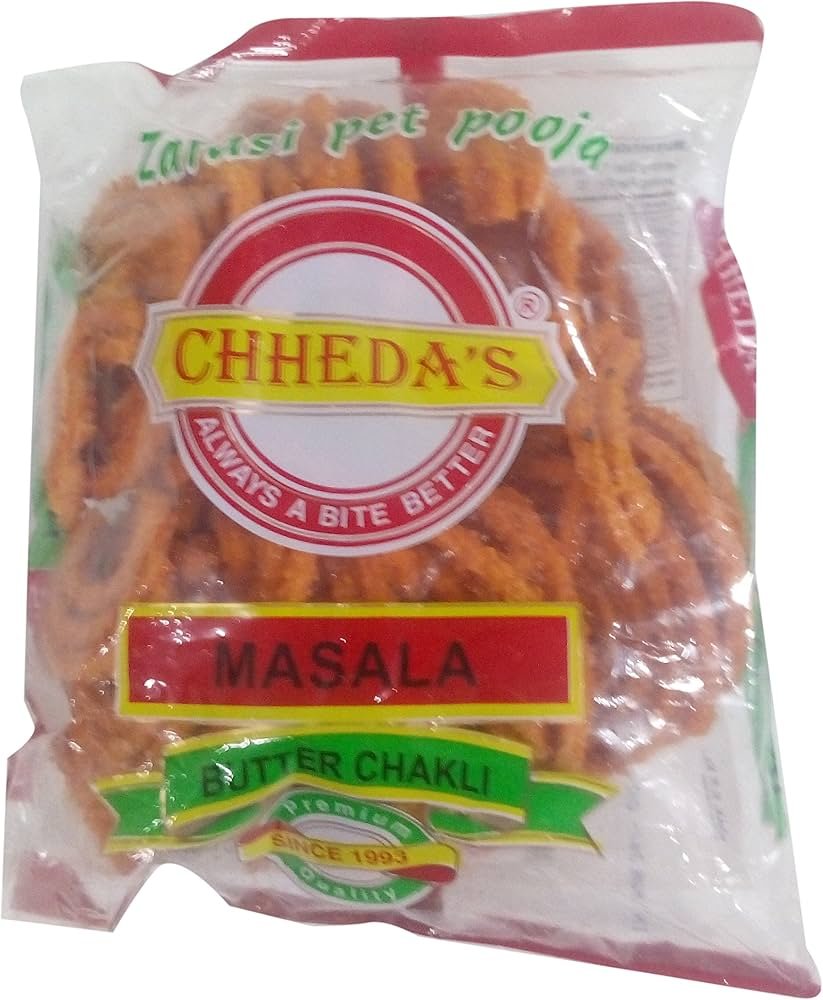 Zarasi pet pooja
®
CHHEDA'S
ALWAYS A BITE BETTER
MASALA
BUTTER CHAKLI
Premium
SINCE 1993
Quality